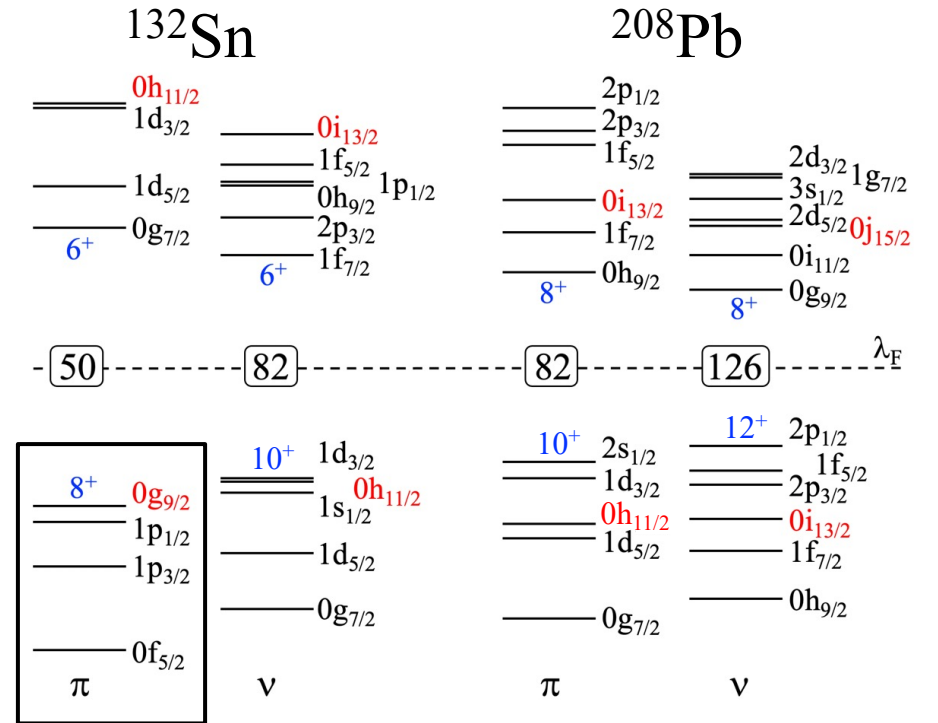 ¹³²Sn
²⁰⁸Pb
0h₁₁/₂
1d₃/₂
1d₅/₂
0g₇/₂
6⁺
0i₁₃/₂
1f₅/₂
1p₁/₂
0h₉/₂
2p₃/₂
1f₇/₂
6⁺
2p₁/₂
2p₃/₂
1f₅/₂
0i₁₃/₂
1f₇/₂
0h₉/₂
8⁺
2d₃/₂
1g₇/₂
3s₁/₂
2d₅/₂
0j₁₅/₂
0i₁₁/₂
0g₉/₂
8⁺
50
82
82
126
λF
8⁺
0g₉/₂
1p₁/₂
1p₃/₂
0f₅/₂
π
10⁺
1d₃/₂
0h₁₁/₂
1s₁/₂
1d₅/₂
0g₇/₂
ν
10⁺
2s₁/₂
1d₃/₂
0h₁₁/₂
1d₅/₂
0g₇/₂
π
12⁺
2p₁/₂
1f₅/₂
2p₃/₂
0i₁₃/₂
1f₇/₂
0h₉/₂
ν